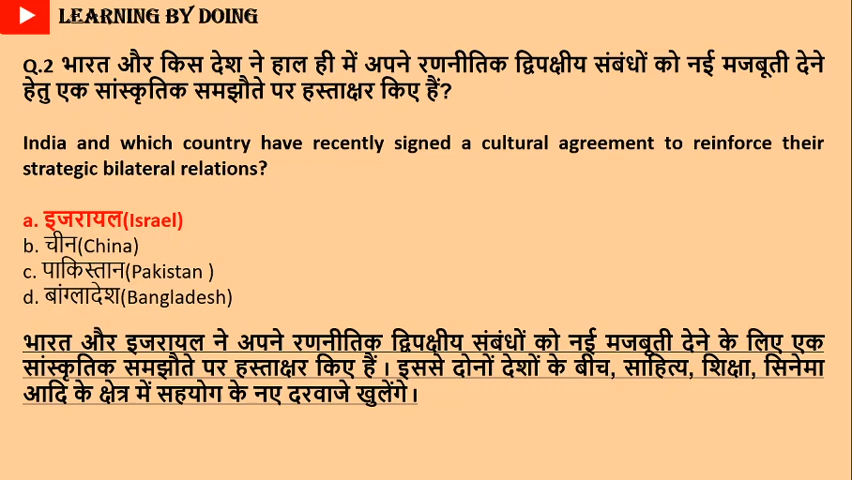 LEARNING BY DOING
Q.2 भारत और किस देश ने हाल ही में अपने रणनीतिक द्विपक्षीय संबंधों को नई मजबूती देने
हेतु एक सांस्कृतिक समझौते पर हस्ताक्षर किए हैं?
India and which country have recently signed a cultural agreement to reinforce their
strategic bilateral relations?
a. इजरायल(Israel)
b. चीन(China)
c. पाकिस्तान(Pakistan )
d. बांग्लादेश(Bangladesh)
भारत और इजरायल ने अपने रणनीतिक द्विपक्षीय संबंधों को नई मजबूती देने के लिए एक
सांस्कृतिक समझौते पर हस्ताक्षर किए हैं। इससे दोनों देशों के बीच, साहित्य, शिक्षा, सिनेमा
आदि के क्षेत्र में सहयोग के नए दरवाजे खुलेंगे।